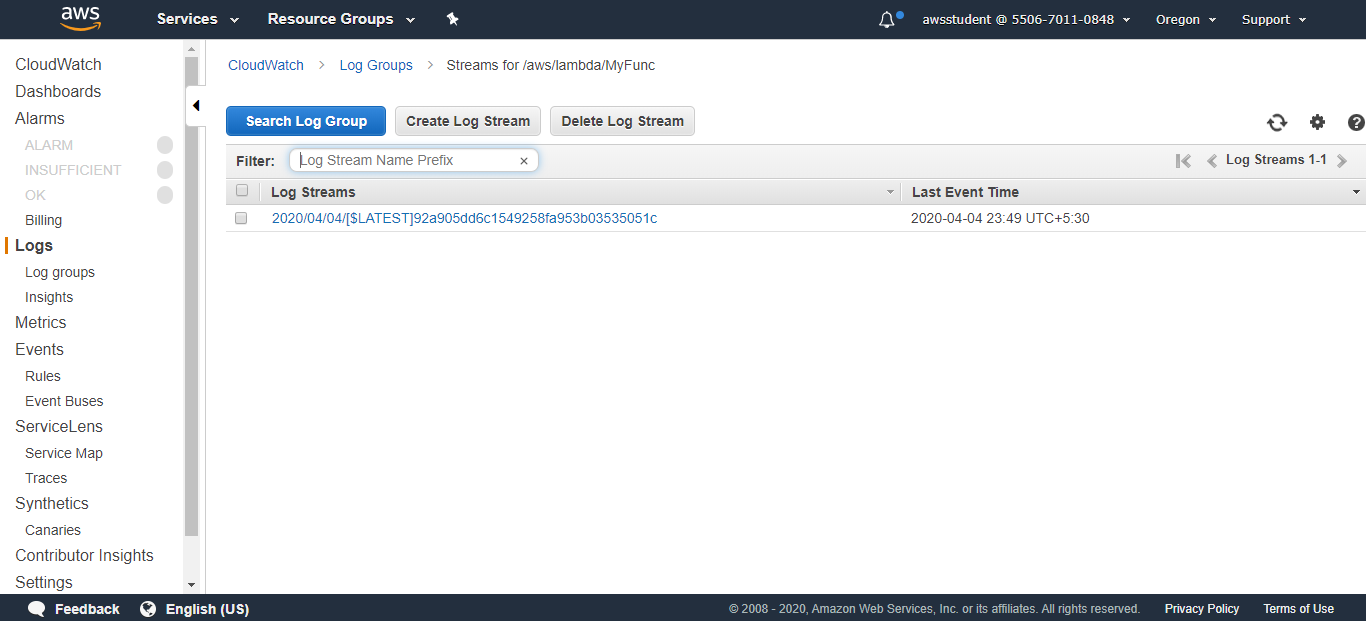 aws Services Resource Groups awsstudent @ 5506-7011-0848 Oregon Support
CloudWatch
Dashboards
Alarms
ALARM
INSUFFICIENT
OK
Billing
Logs
Log groups
Insights
Metrics
Events
Rules
Event Buses
ServiceLens
Service Map
Traces
Synthetics
Canaries
Contributor Insights
Settings
CloudWatch > Log Groups > Streams for /aws/lambda/MyFunc
Search Log Group Create Log Stream Delete Log Stream
Filter: Log Stream Name Prefix × Log Streams 1-1
Log Streams Last Event Time
2020/04/04/[$LATEST]92a905dd6c1549258fa953b03535051c 2020-04-04 23:49 UTC+5:30
Feedback English (US) © 2008 - 2020, Amazon Web Services, Inc. or its affiliates. All rights reserved. Privacy Policy Terms of Use